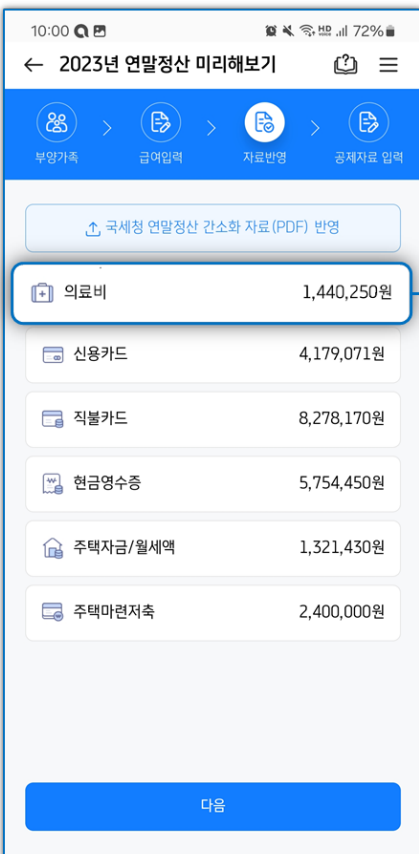 10:00 72%
← 2023년 연말정산 미리해보기
부양가족 > 급여입력 > 자료반영 > 공제자료 입력
국세청 연말정산 간소화 자료(PDF) 반영
의료비 1,440,250원
신용카드 4,179,071원
직불카드 8,278,170원
현금영수증 5,754,450원
주택자금/월세액 1,321,430원
주택마련저축 2,400,000원
다음